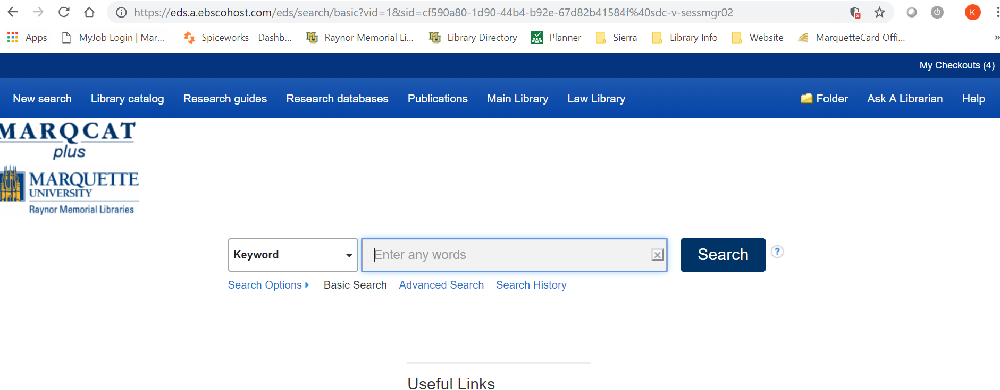 https://eds.a.ebscohost.com/eds/search/basic?vid=1&sid=cf590a80-1d90-44b4-b92e-67d82b41584f%40sdc-v-sessmgr02 K
Apps MyJob Login | Mar... Spiceworks - Dashb... Raynor Memorial Li... Library Directory Planner Sierra Library Info Website MarquetteCard Offi... »
My Checkouts (4)
New search Library catalog Research guides Research databases Publications Main Library Law Library Folder Ask A Librarian Help
MARQCAT
plus
MARQUETTE
UNIVERSITY
Raynor Memorial Libraries
Keyword Enter any words Search ?
Search Options Basic Search Advanced Search Search History
Useful Links